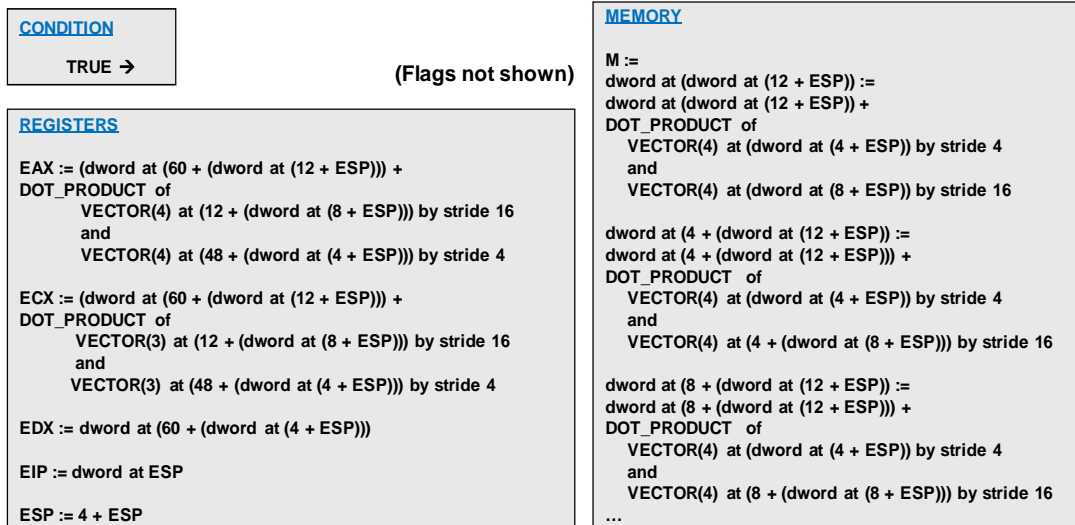 CONDITION
TRUE →
(Flags not shown)
REGISTERS
EAX := (dword at (60 + (dword at (12 + ESP))) +
DOT_PRODUCT of
VECTOR(4) at (12 + (dword at (8 + ESP))) by stride 16
and
VECTOR(4) at (48 + (dword at (4 + ESP))) by stride 4
ECX := (dword at (60 + (dword at (12 + ESP))) +
DOT_PRODUCT of
VECTOR(3) at (12 + (dword at (8 + ESP))) by stride 16
and
VECTOR(3) at (48 + (dword at (4 + ESP))) by stride 4
EDX := dword at (60 + (dword at (4 + ESP)))
EIP := dword at ESP
ESP := 4 + ESP
MEMORY
M :=
dword at (dword at (12 + ESP)) :=
dword at (dword at (12 + ESP)) +
DOT_PRODUCT of
VECTOR(4) at (dword at (4 + ESP)) by stride 4
and
VECTOR(4) at (dword at (8 + ESP)) by stride 16
dword at (4 + (dword at (12 + ESP)) :=
dword at (4 + (dword at (12 + ESP))) +
DOT_PRODUCT of
VECTOR(4) at (dword at (4 + ESP)) by stride 4
and
VECTOR(4) at (4 + (dword at (8 + ESP))) by stride 16
dword at (8 + (dword at (12 + ESP)) :=
dword at (8 + (dword at (12 + ESP))) +
DOT_PRODUCT of
VECTOR(4) at (dword at (4 + ESP)) by stride 4
and
VECTOR(4) at (8 + (dword at (8 + ESP))) by stride 16
…